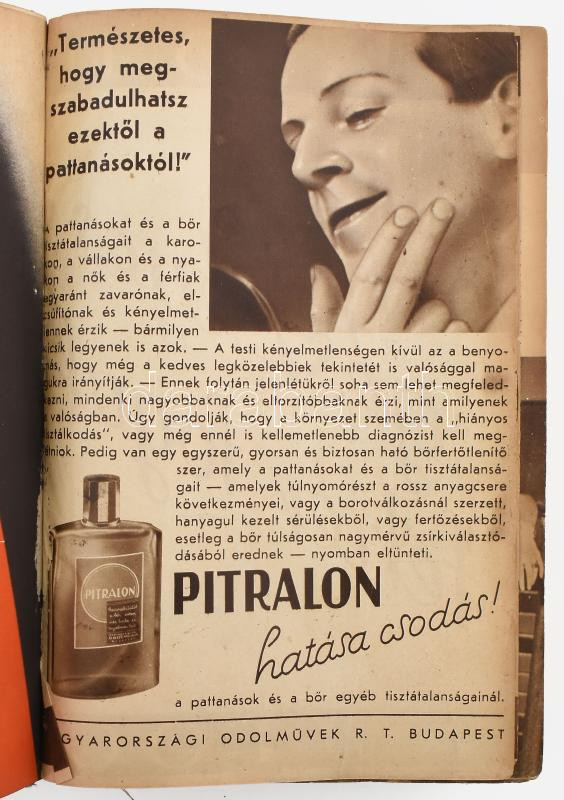 „Természetes,
hogy meg-
szabadulhatsz
ezektől a
pattanásoktól!”
A pattanásokat és a bőr
tisztátalanságait a karo-
kon, a vállakon és a nya-
kon a nők és a férfiak
egyaránt zavarónak, el-
csúfítónak és kényelmet-
lennek érzik — bármilyen
kicsik legyenek is azok. — A testi kényelmetlenségen kívül az a benyo-
más, hogy még a kedves legközelebbiek tekintetét is valósággal ma-
gukra irányítják. — Ennek folytán jelenlétükről soha sem lehet megfeled-
kezni, mindenki nagyobbaknak és eltorzítóbbaknak érzi, mint amilyenek
a valóságban. Úgy gondolják, hogy a környezet szemében a „hiányos
tisztálkodás”, vagy még ennél is kellemetlenebb diagnózist kell meg-
élniok. Pedig van egy egyszerű, gyorsan és biztosan ható bőrfertőtlenítő
szer, amely a pattanásokat és a bőr tisztátalansá-
gait — amelyek túlnyomórészt a rossz anyagcsere
következményei, vagy a borotválkozásnál szerzett,
hanyagul kezelt sérülésekből, vagy fertőzésekből,
esetleg a bőr túlságosan nagymérvű zsírkiválasztó-
dásából erednek — nyomban eltünteti.
PITRALON
PITRALON
hatása csodás!
a pattanások és a bőr egyéb tisztátalanságainál.
GYARORSZÁGI ODOLMŰVEK R. T. BUDAPEST
darabanth